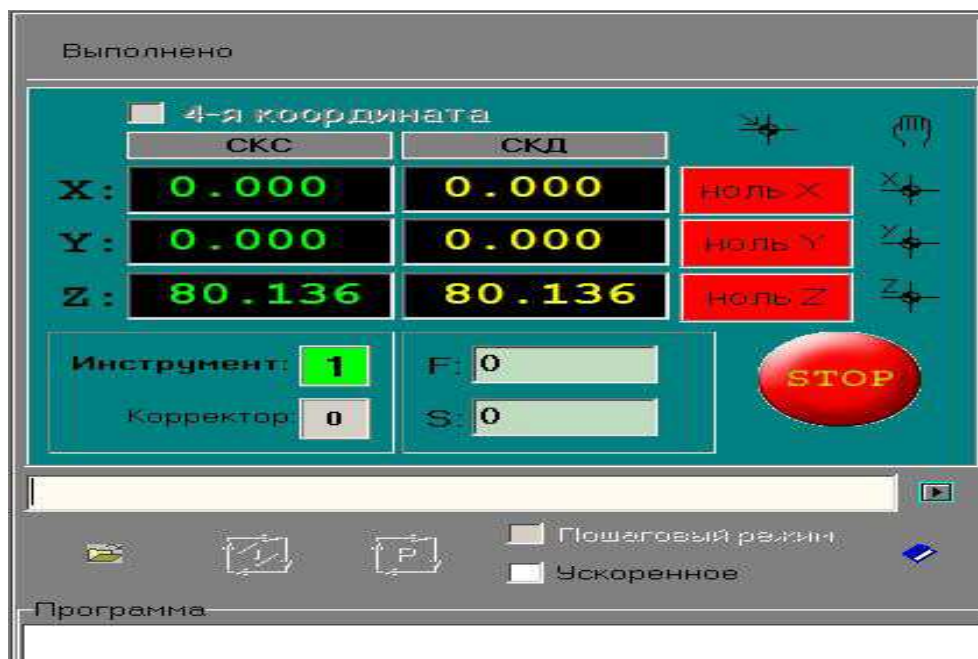 Выполнено
4-я координата
СКС СКД
X: 0.000 0.000 ноль X X
Y: 0.000 0.000 ноль Y Y
Z: 80.136 80.136 ноль Z Z
Инструмент: 1 F: 0 STOP
Корректор: 0 S: 0
1 P Пошаговый режим
Ускоренное
Программа